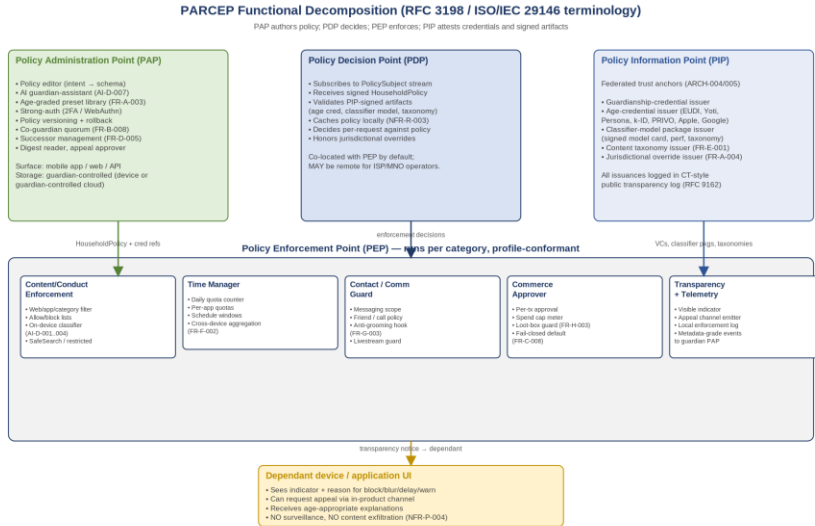 PARCEP Functional Decomposition (RFC 3198 / ISO/IEC 29146 terminology)
PAP authors policy; PDP decides; PEP enforces; PIP attests credentials and signed artifacts
Policy Administration Point (PAP)
• Policy editor (intent → schema)
• AI guardian-assistant (AI-D-007)
• Age-graded preset library (FR-A-003)
• Strong-auth (2FA / WebAuthn)
• Policy versioning + rollback
• Co-guardian quorum (FR-B-008)
• Successor management (FR-D-005)
• Digest reader, appeal approver
Surface: mobile app / web / API
Storage: guardian-controlled (device or
guardian-controlled cloud)
Policy Decision Point (PDP)
• Subscribes to PolicySubject stream
• Receives signed HouseholdPolicy
• Validates PIP-signed artifacts
(age cred, classifier model, taxonomy)
• Caches policy locally (NFR-R-003)
• Decides per-request against policy
• Honors jurisdictional overrides
Co-located with PEP by default;
MAY be remote for ISP/MNO operators.
Policy Information Point (PIP)
Federated trust anchors (ARCH-004/005)
• Guardianship-credential issuer
• Age-credential issuer (EUDI, Yoti,
Persona, k-ID, PRIVO, Apple, Google)
• Classifier-model package issuer
(signed model card, perf, taxonomy)
• Content taxonomy issuer (FR-E-001)
• Jurisdictional override issuer (FR-A-004)
All issuances logged in CT-style
public transparency log (RFC 9162)
HouseholdPolicy + cred refs
enforcement decisions
VCs, classifier pkgs, taxonomies
Policy Enforcement Point (PEP) — runs per category, profile-conformant
Content/Conduct
Enforcement
• Web/app/category filter
• Allow/block lists
• On-device classifier
(AI-D-001..004)
• SafeSearch / restricted
Time Manager
• Daily quota counter
• Per-app quotas
• Schedule windows
• Cross-device aggregation
(FR-F-002)
Contact / Comm
Guard
• Messaging scope
• Friend / call policy
• Anti-grooming hook
(FR-G-003)
• Livestream guard
Commerce
Approver
• Per-tx approval
• Spend cap meter
• Loot-box guard (FR-H-003)
• Fail-closed default
(FR-C-008)
Transparency
+ Telemetry
• Visible indicator
• Appeal channel emitter
• Local enforcement log
• Metadata-grade events
to guardian PAP
transparency notice → dependant
Dependant device / application UI
• Sees indicator + reason for block/blur/delay/warn
• Can request appeal via in-product channel
• Receives age-appropriate explanations
• NO surveillance, NO content exfiltration (NFR-P-004)